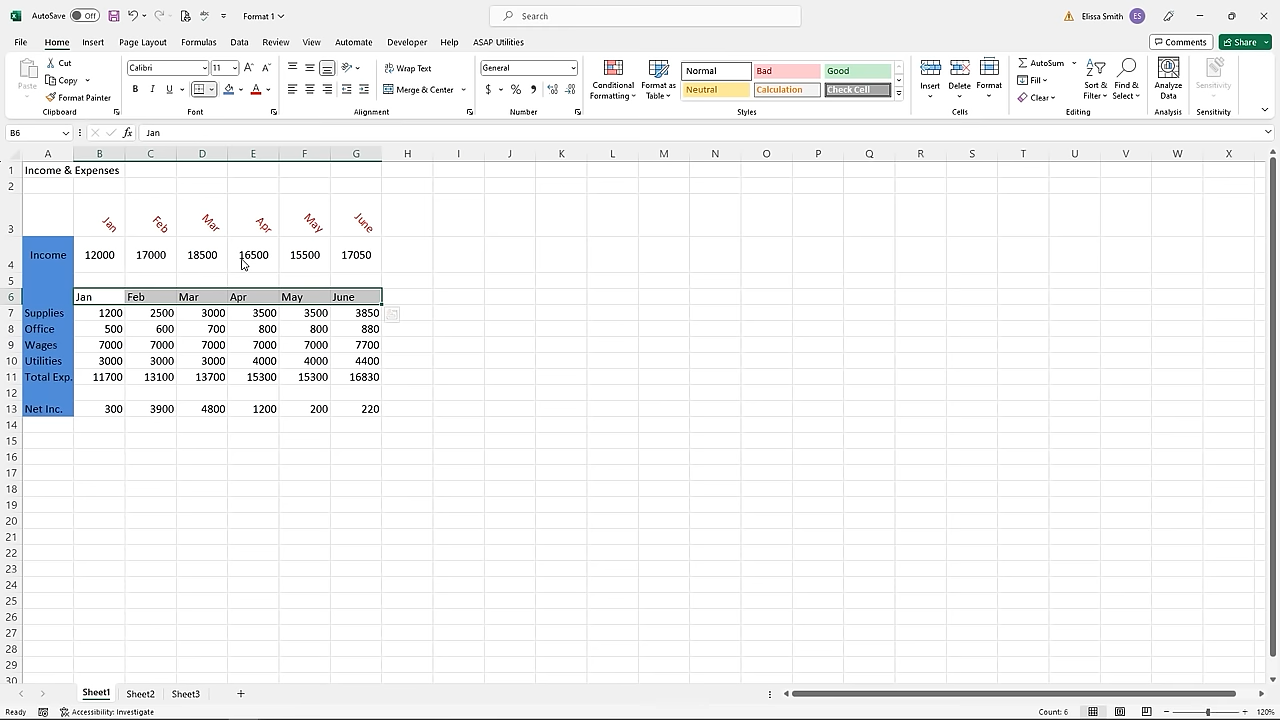 AutoSave Off Format 1 Search Elissa Smith ES
File Home Insert Page Layout Formulas Data Review View Automate Developer Help ASAP Utilities Comments Share
Paste Cut Copy Format Painter Clipboard
Calibri 11 A A B I U A Font
Wrap Text Merge & Center Alignment
General $ % , Number
Conditional Formatting Format as Table Normal Bad Good Neutral Calculation Check Cell Styles
Insert Delete Format Cells
AutoSum Fill Clear Sort & Filter Find & Select Editing
Analyze Data Analysis
Sensitivity Sensitivity
B6 fx Jan
A B C D E F G H I J K L M N O P Q R S T U V W X
1 Income & Expenses
2
3 Jan Feb Mar Apr May June
4 Income 12000 17000 18500 16500 15500 17050
5
6 Jan Feb Mar Apr May June
7 Supplies 1200 2500 3000 3500 3500 3850
8 Office 500 600 700 800 800 880
9 Wages 7000 7000 7000 7000 7000 7700
10 Utilities 3000 3000 3000 4000 4000 4400
11 Total Exp. 11700 13100 13700 15300 15300 16830
12
13 Net Inc. 300 3900 4800 1200 200 220
14
15
16
17
18
19
20
21
22
23
24
25
26
27
28
29
30
Sheet1 Sheet2 Sheet3
Ready Accessibility: Investigate Count: 6 120%